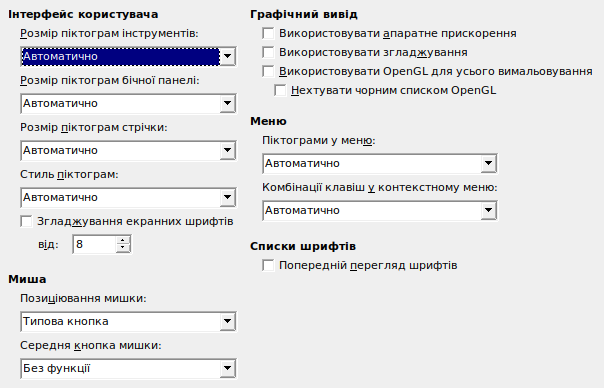 Інтерфейс користувача
Розмір піктограм інструментів:
Автоматично
Розмір піктограм бічної панелі:
Автоматично
Розмір піктограм стрічки:
Автоматично
Стиль піктограм:
Автоматично
Згладжування екранних шрифтів
від: 8
Миша
Позиціювання мишки:
Типова кнопка
Середня кнопка мишки:
Без функції
Графічний вивід
Використовувати апаратне прискорення
Використовувати згладжування
Використовувати OpenGL для усього вимальовування
Нехтувати чорним списком OpenGL
Меню
Піктограми у меню:
Автоматично
Комбінації клавіш у контекстному меню:
Автоматично
Списки шрифтів
Попередній перегляд шрифтів